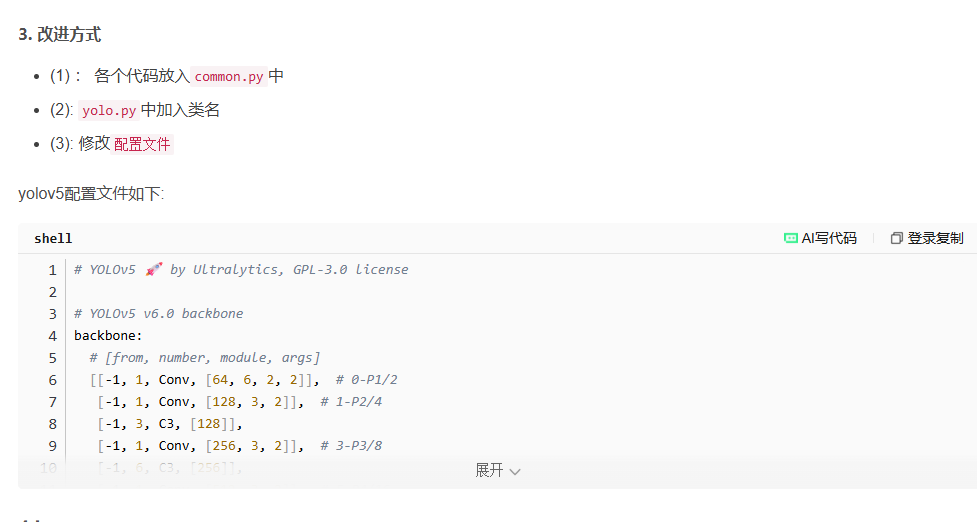 3. 改进方式
(1) : 各个代码放入 common.py 中
(2): yolo.py 中加入类名
(3): 修改 配置文件
yolov5配置文件如下:
shell
AI写代码
登录复制
1 # YOLOv5 🚀 by Ultralytics, GPL-3.0 license
2
3 # YOLOv5 v6.0 backbone
4 backbone:
5 # [from, number, module, args]
6 [[-1, 1, Conv, [64, 6, 2, 2]], # 0-P1/2
7 [-1, 1, Conv, [128, 3, 2]], # 1-P2/4
8 [-1, 3, C3, [128]],
9 [-1, 1, Conv, [256, 3, 2]], # 3-P3/8
10 [-1, 6, C3, [256]],
展开